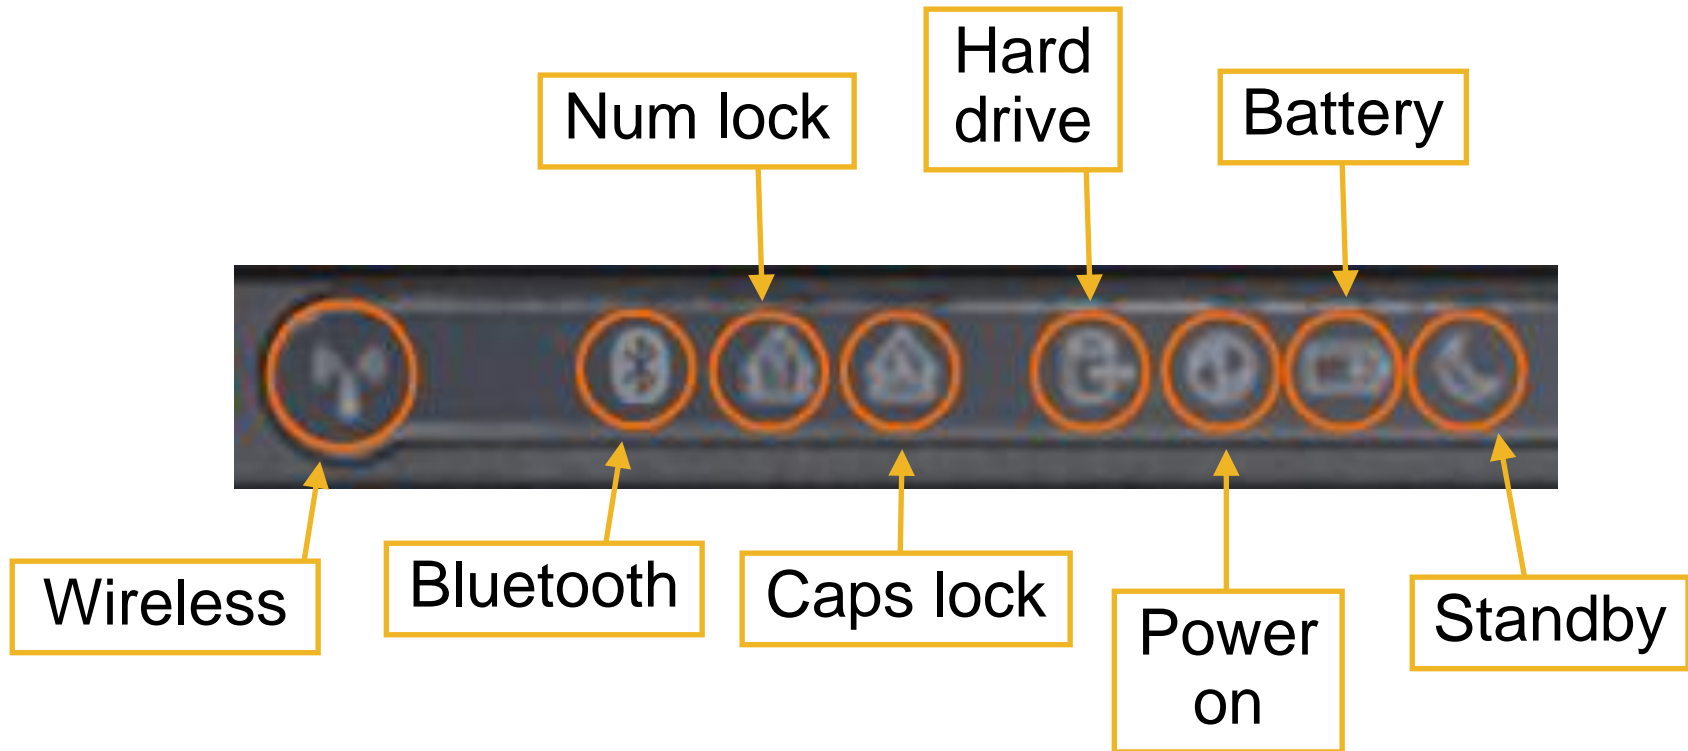 Hard
drive
Num lock
Battery
Wireless
Bluetooth
Caps lock
Power
on
Standby